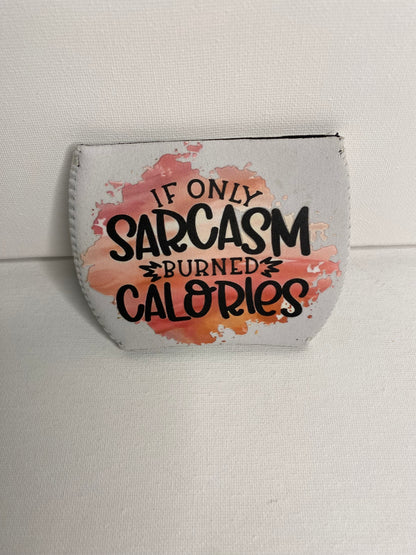 IF ONLY
SARCASM
BURNED
CALORIES